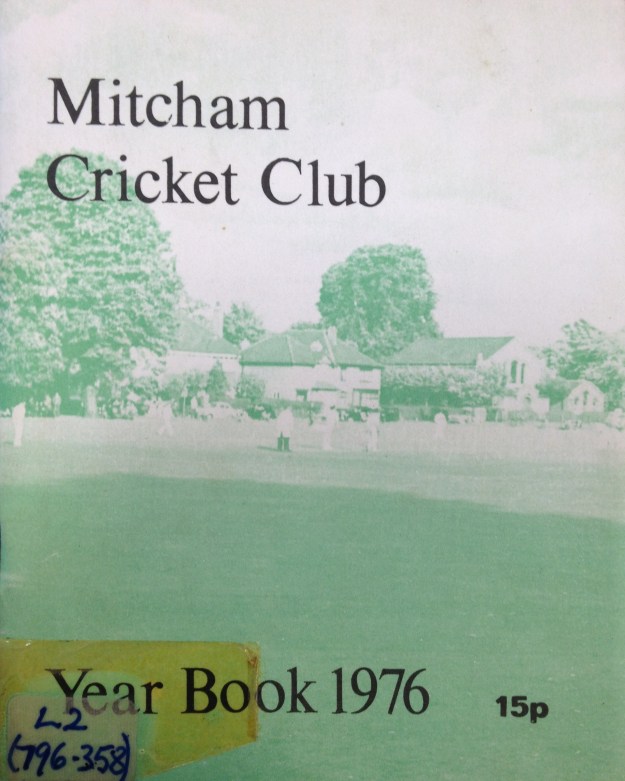 Mitcham
Cricket Club
Year Book 1976
15p
L2
(796-358)